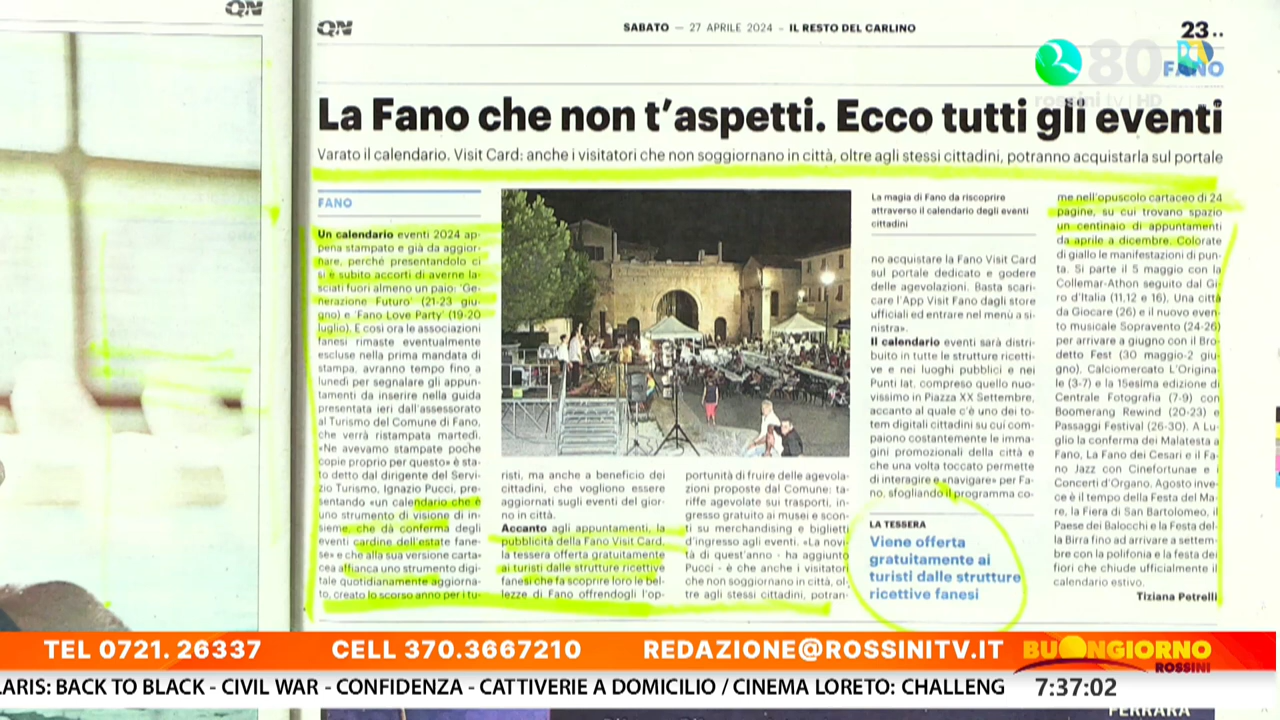 QN
QN
SABATO — 27 APRILE 2024 – IL RESTO DEL CARLINO
23..
FANO
80
rossini tv | HD
La Fano che non t'aspetti. Ecco tutti gli eventi
Varato il calendario. Visit Card: anche i visitatori che non soggiornano in città, oltre agli stessi cittadini, potranno acquistarla sul portale
FANO
Un calendario eventi 2024 ap-
pena stampato e già da aggior-
nare, perché presentandolo ci
si è subito accorti di averne la-
sciati fuori almeno un paio: 'Ge-
nerazione Futuro' (21-23 giu-
gno) e 'Fano Love Party' (19-20
luglio). E così ora le associazioni
fanesi rimaste eventualmente
escluse nella prima mandata di
stampa, avranno tempo fino a
lunedì per segnalare gli appun-
tamenti da inserire nella guida
presentata ieri dall'assessorato
al Turismo del Comune di Fano,
che verrà ristampata martedì.
«Ne avevamo stampate poche
copie proprio per questo» è sta-
to detto dal dirigente del Servi-
zio Turismo, Ignazio Pucci, pre-
sentando «un calendario che è
uno strumento di visione di in-
sieme, che dà conferma degli
eventi cardine dell'estate fane-
se» e che alla sua versione carta-
cea affianca uno strumento digi-
tale quotidianamente aggiorna-
to, creato lo scorso anno per i tu-
risti, ma anche a beneficio dei
cittadini, che vogliono essere
aggiornati sugli eventi del gior-
no in città.
Accanto agli appuntamenti, la
pubblicità della Fano Visit Card,
la tessera offerta gratuitamente
ai turisti dalle strutture ricettive
fanesi che fa scoprire loro le bel-
lezze di Fano offrendogli l'op-
portunità di fruire delle agevola-
zioni proposte dal Comune: ta-
riffe agevolate sui trasporti, in-
gresso gratuito ai musei e scon-
ti su merchandising e biglietti
d'ingresso agli eventi. «La novi-
tà di quest'anno - ha aggiunto
Pucci - è che anche i visitatori
che non soggiornano in città, ol-
tre agli stessi cittadini, potran-
La magia di Fano da riscoprire
attraverso il calendario degli eventi
cittadini
no acquistare la Fano Visit Card
sul portale dedicato e godere
delle agevolazioni. Basta scari-
care l'App Visit Fano dagli store
ufficiali ed entrare nel menù a si-
nistra».
Il calendario eventi sarà distri-
buito in tutte le strutture ricetti-
ve e nei luoghi pubblici e nei
Punti Iat, compreso quello nuo-
vissimo in Piazza XX Settembre,
accanto al quale c'è uno dei to-
tem digitali cittadini su cui com-
paiono costantemente le imma-
gini promozionali della città e
che una volta toccato permette
di interagire e «navigare» per Fa-
no, sfogliando il programma co-
LA TESSERA
Viene offerta
gratuitamente ai
turisti dalle strutture
ricettive fanesi
me nell'opuscolo cartaceo di 24
pagine, su cui trovano spazio
un centinaio di appuntamenti
da aprile a dicembre. Colorate
di giallo le manifestazioni di pun-
ta. Si parte il 5 maggio con la
Collemar-Athon seguito dal Gi-
ro d'Italia (11,12 e 16). Una città
da Giocare (26) e il nuovo even-
to musicale Sopravento (24-26)
per arrivare a giugno con il Bro-
detto Fest (30 maggio-2 giu-
gno), Calciomercato L'Origina-
le (3-7) e la 15esima edizione di
Centrale Fotografia (7-9) con
Boomerang Rewind (20-23) e
Passaggi Festival (26-30). A Lu-
glio la conferma dei Malatesta a
Fano, La Fano dei Cesari e il Fa-
no Jazz con Cinefortunae e i
Concerti d'Organo. Agosto inve-
ce è il tempo della Festa del Ma-
re, la Fiera di San Bartolomeo, il
Paese dei Balocchi e la Festa del-
la Birra fino ad arrivare a settem-
bre con la polifonia e la festa dei
fiori che chiude ufficialmente il
calendario estivo.
Tiziana Petrelli
TEL 0721. 26337 CELL 370.3667210 REDAZIONE@ROSSINITV.IT
BUONGIORNO
ROSSINI
LARIS: BACK TO BLACK - CIVIL WAR - CONFIDENZA - CATTIVERIE A DOMICILIO / CINEMA LORETO: CHALLENG
7:37:02
FERRARA